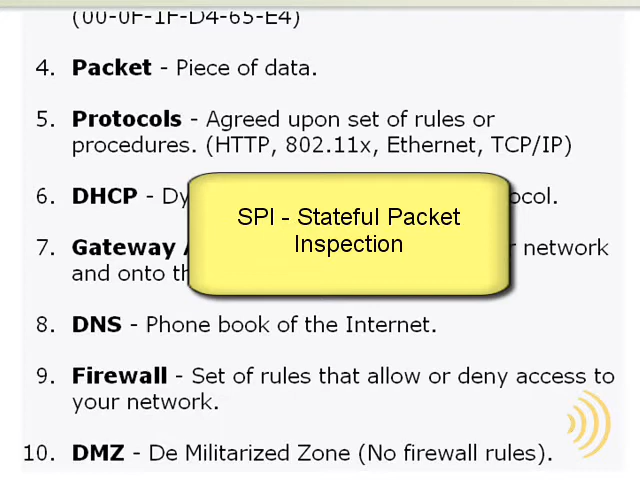 (00-0F-1F-D4-65-E4)
4. Packet - Piece of data.
5. Protocols - Agreed upon set of rules or
procedures. (HTTP, 802.11x, Ethernet, TCP/IP)
6. DHCP -
SPI - Stateful Packet
Inspection
7. Gateway network
and onto
8. DNS - Phone book of the Internet.
9. Firewall - Set of rules that allow or deny access to
your network.
10. DMZ - De Militarized Zone (No firewall rules).